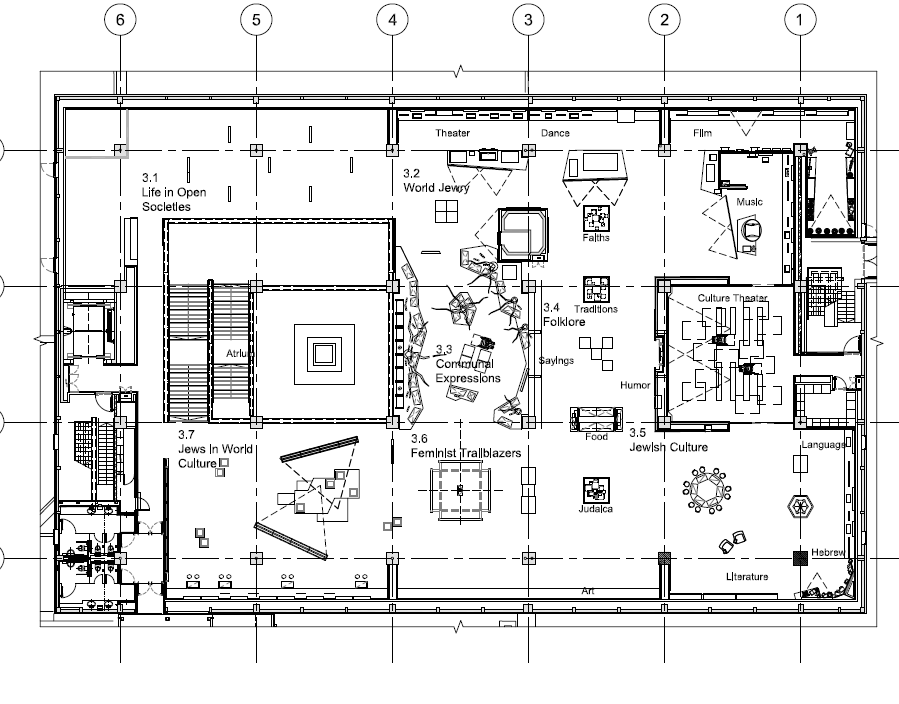 6 5 4 3 2 1
Theater
Dance
Film
3.1
Life in Open
Societies
3.2
World Jewry
Music
Faiths
Traditions
Culture Theater
3.4
Folklore
Atrium
3.3
Communal
Expressions
Sayings
Humor
Food
3.7
Jews in World
Culture
3.6
Feminist Trailblazers
3.5
Jewish Culture
Language
Judaica
Hebrew
Literature
Art